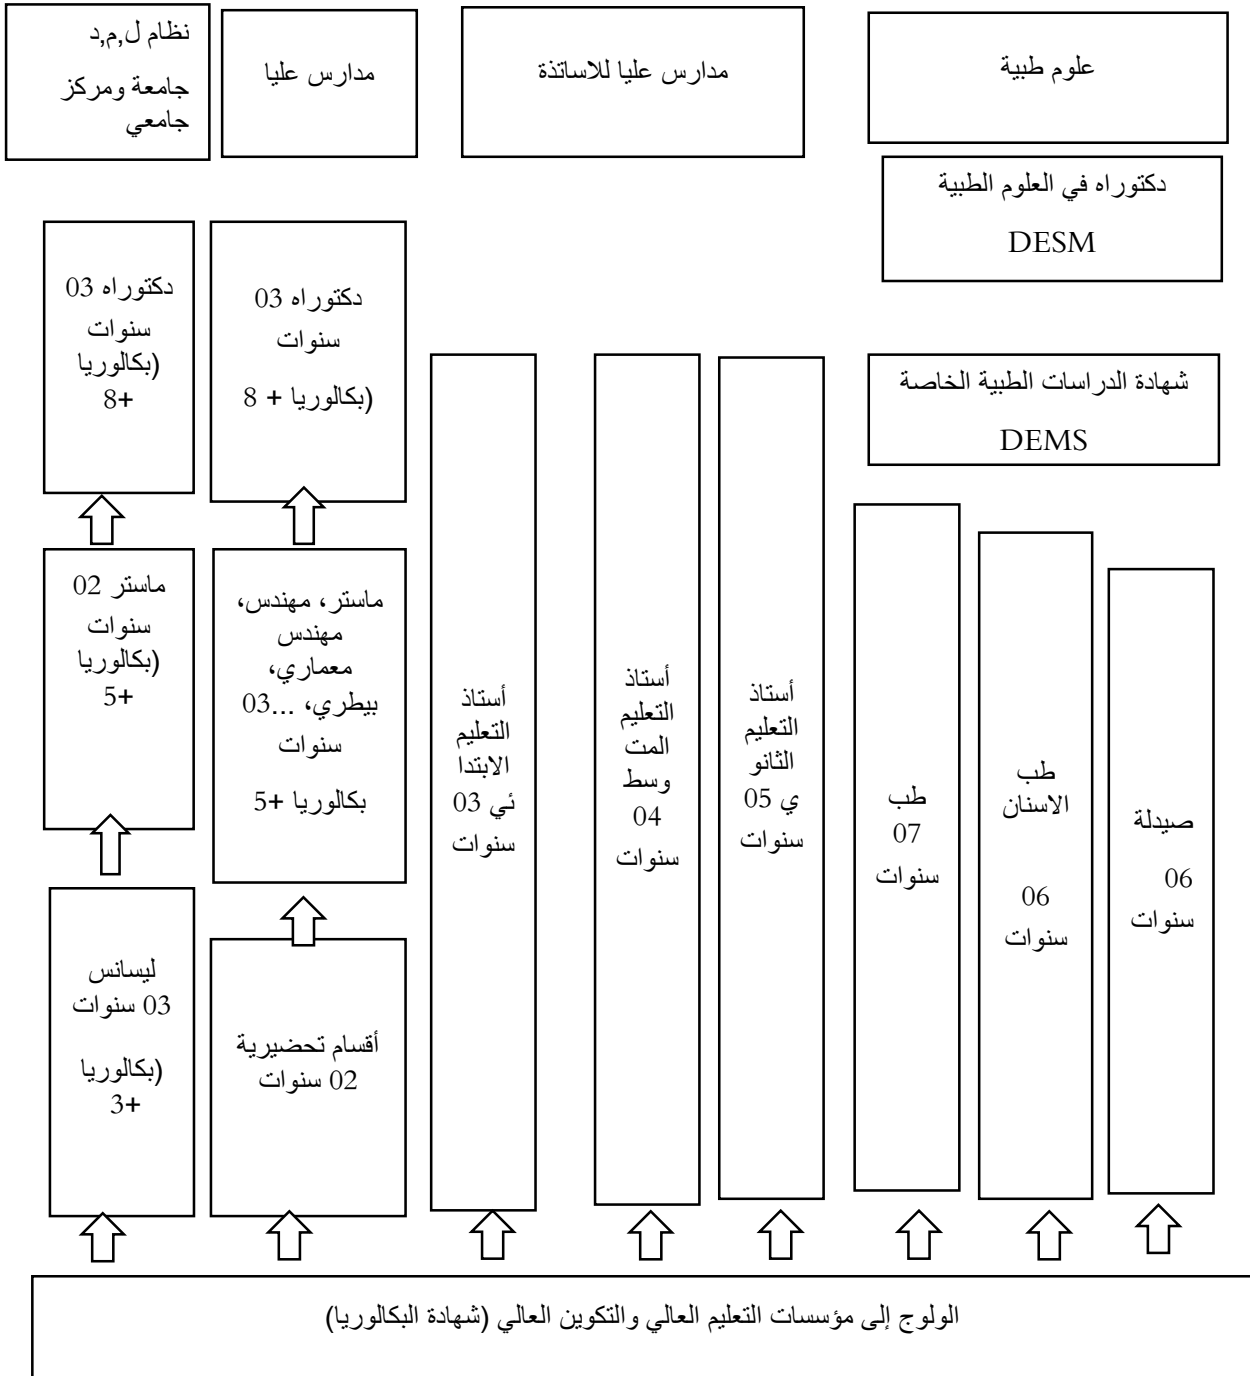 نظام ل,م,د
جامعة ومركز
جامعي
مدارس عليا
مدارس عليا للاساتذة
علوم طبية
دكتوراه في العلوم الطبية
DESM
دكتوراه 03
سنوات
(بكالوريا
8+
دكتوراه 03
سنوات
(بكالوريا + 8
شهادة الدراسات الطبية الخاصة
DEMS
ماستر 02
سنوات
(بكالوريا
5+
ماستر، مهندس،
مهندس
معماري،
بيطري، ...03
سنوات
بكالوريا +5
أستاذ
التعليم
الابتدا
ئي 03
سنوات
أستاذ
التعليم
المت
وسط
04
سنوات
أستاذ
التعليم
الثانو
ي 05
سنوات
طب
07
سنوات
طب
الاسنان
06
سنوات
صيدلة
06
سنوات
ليسانس
03 سنوات
(بكالوريا
3+
أقسام تحضيرية
02 سنوات
الولوج إلى مؤسسات التعليم العالي والتكوين العالي (شهادة البكالوريا)